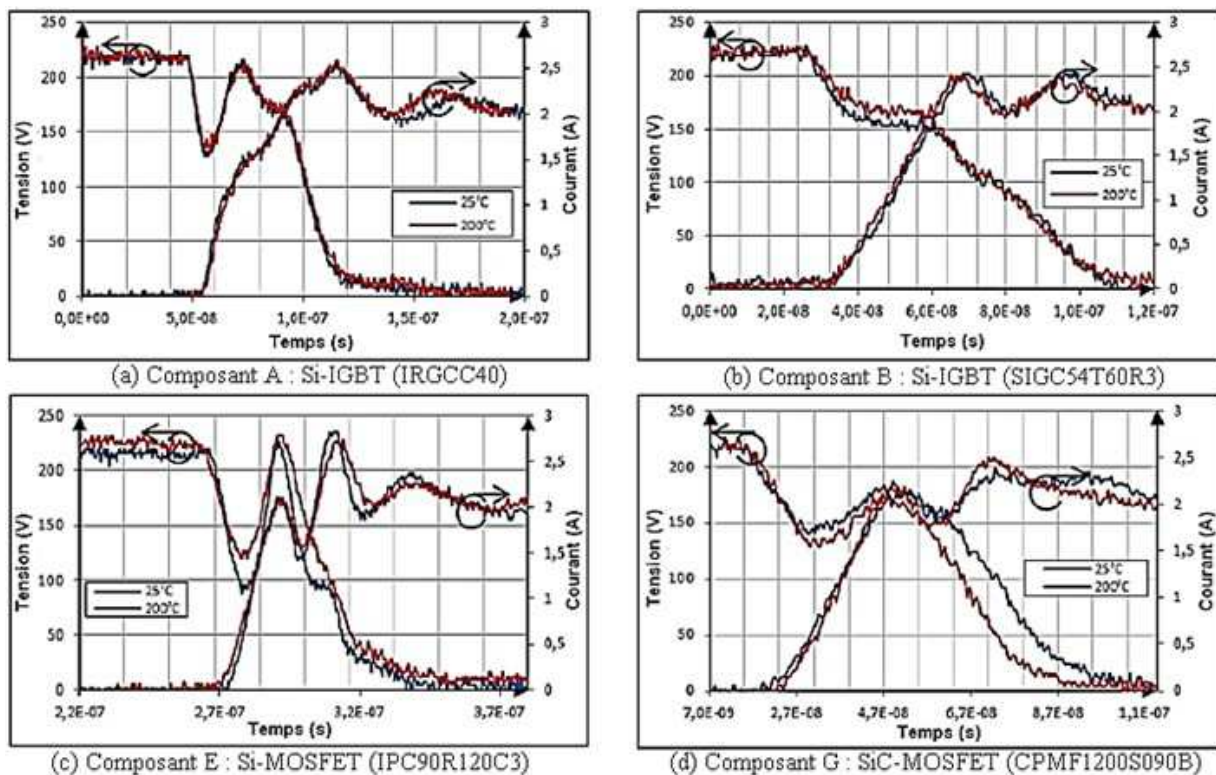 250
200
150
100
50
0
Tension (V)
3
2,5
2
1,5
1
0,5
0
Courant (A)
25°C
200°C
0,0E+00 5,0E-08 1,0E-07 1,5E-07 2,0E-07
Temps (s)
(a) Composant A : Si-IGBT (IRGCC40)
250
200
150
100
50
0
Tension (V)
3
2,5
2
1,5
1
0,5
0
Courant (A)
25°C
200°C
0,0E+00 2,0E-08 4,0E-08 6,0E-08 8,0E-08 1,0E-07 1,2E-07
Temps (s)
(b) Composant B : Si-IGBT (SIGC54T60R3)
250
200
150
100
50
0
Tension (V)
3
2,5
2
1,5
1
0,5
0
Courant (A)
25°C
200°C
2,2E-07 2,7E-07 3,2E-07 3,7E-07
Temps (s)
(c) Composant E : Si-MOSFET (IPC90R120C3)
250
200
150
100
50
0
Tension (V)
3
2,5
2
1,5
1
0,5
0
Courant (A)
25°C
200°C
7,0E-09 2,7E-08 4,7E-08 6,7E-08 8,7E-08 1,1E-07
Temps (s)
(d) Composant G : SiC-MOSFET (CPMF1200S090B)